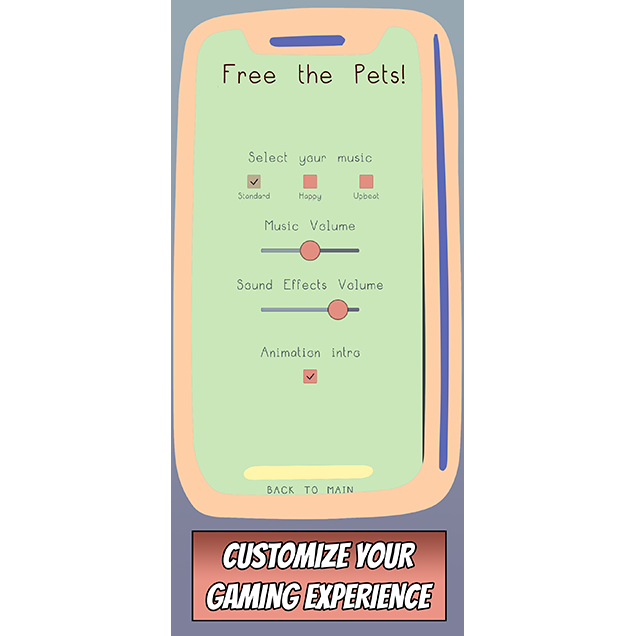 Free the Pets!
Select your music
Standard Happy Upbeat
Music Volume
Sound Effects Volume
Animation intro
BACK TO MAIN
CUSTOMIZE YOUR
GAMING EXPERIENCE